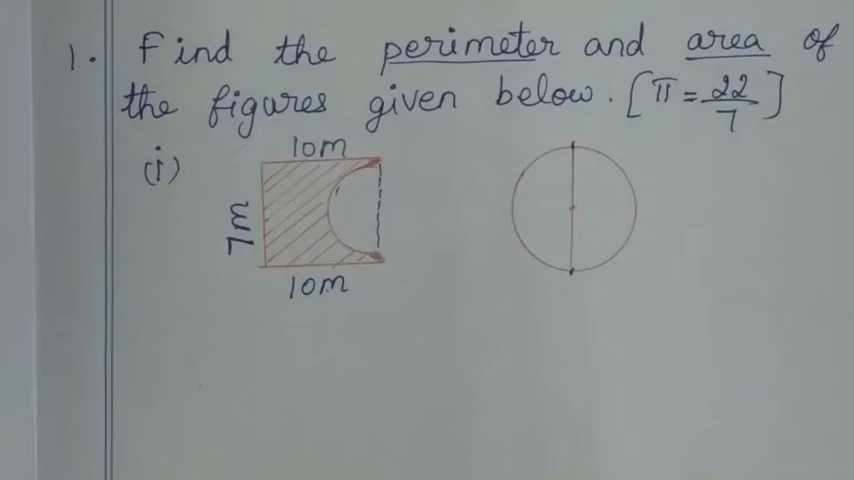 1. Find the perimeter and area of
the figures given below. [π = 22/7]
(i)
10m
7m
10m